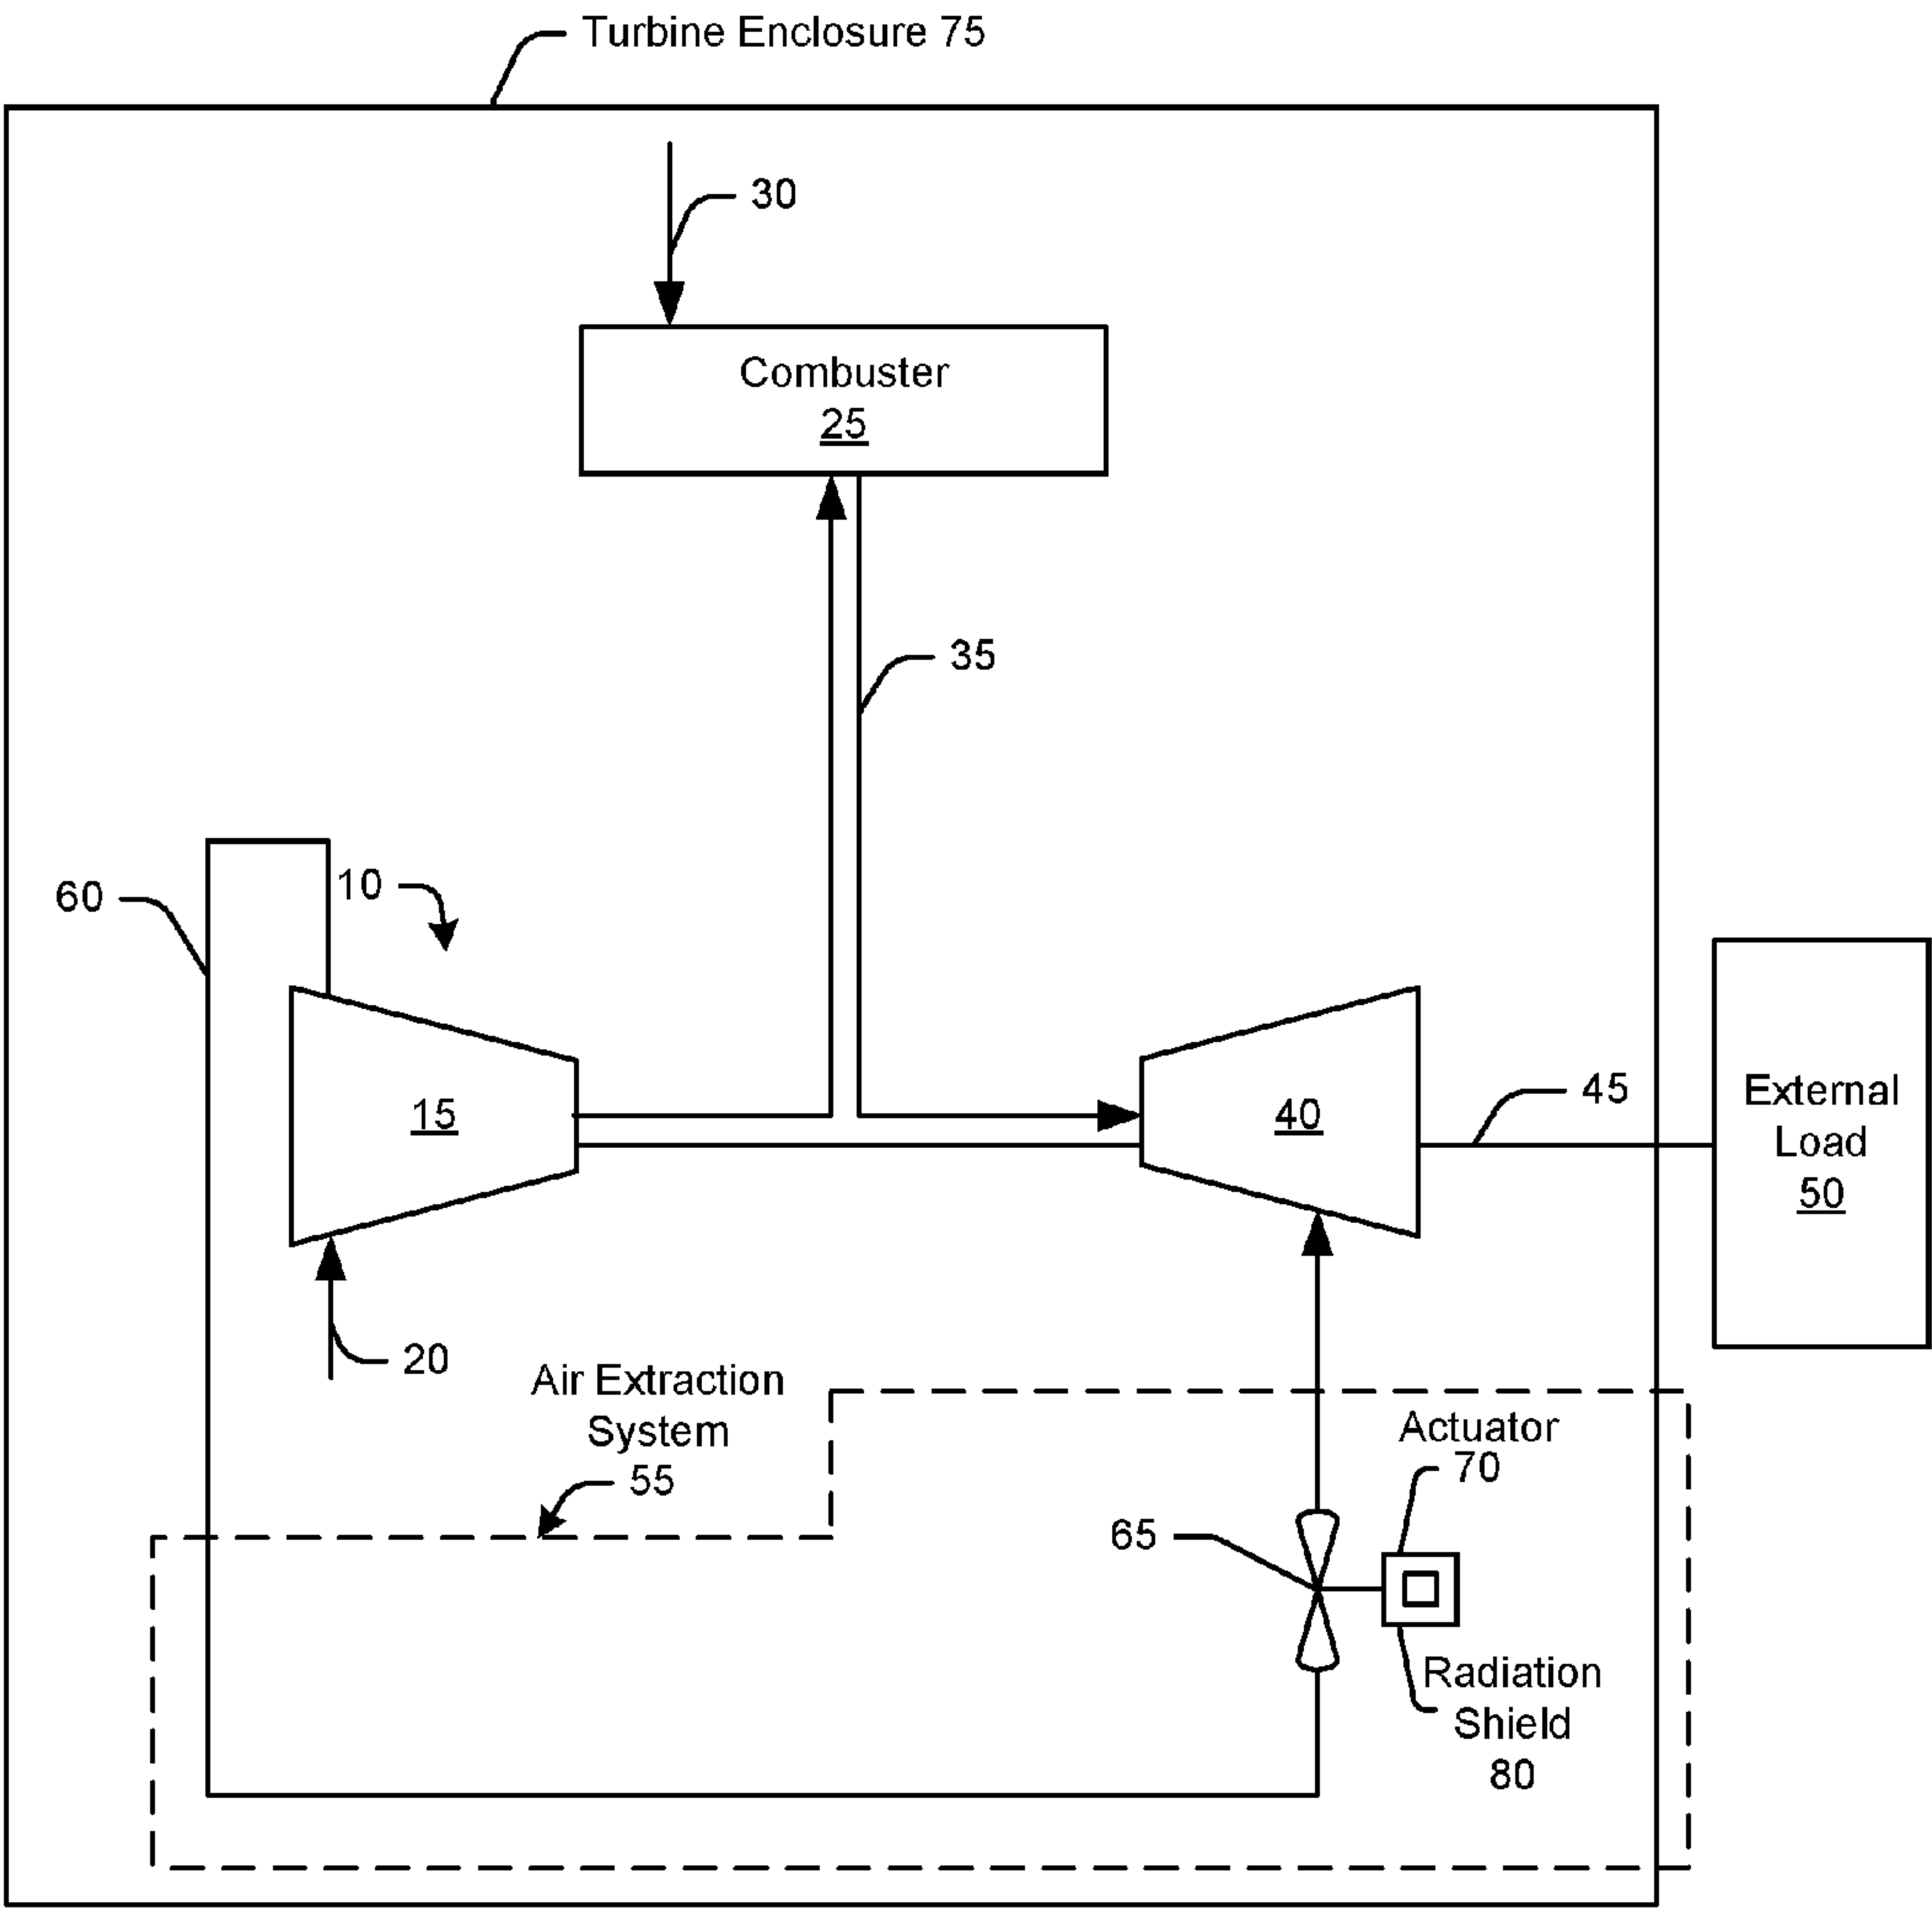 Turbine Enclosure 75
30
Combuster
25
35
60
10
15
40
45
External
Load
50
20
Air Extraction
System
55
Actuator
70
65
Radiation
Shield
80